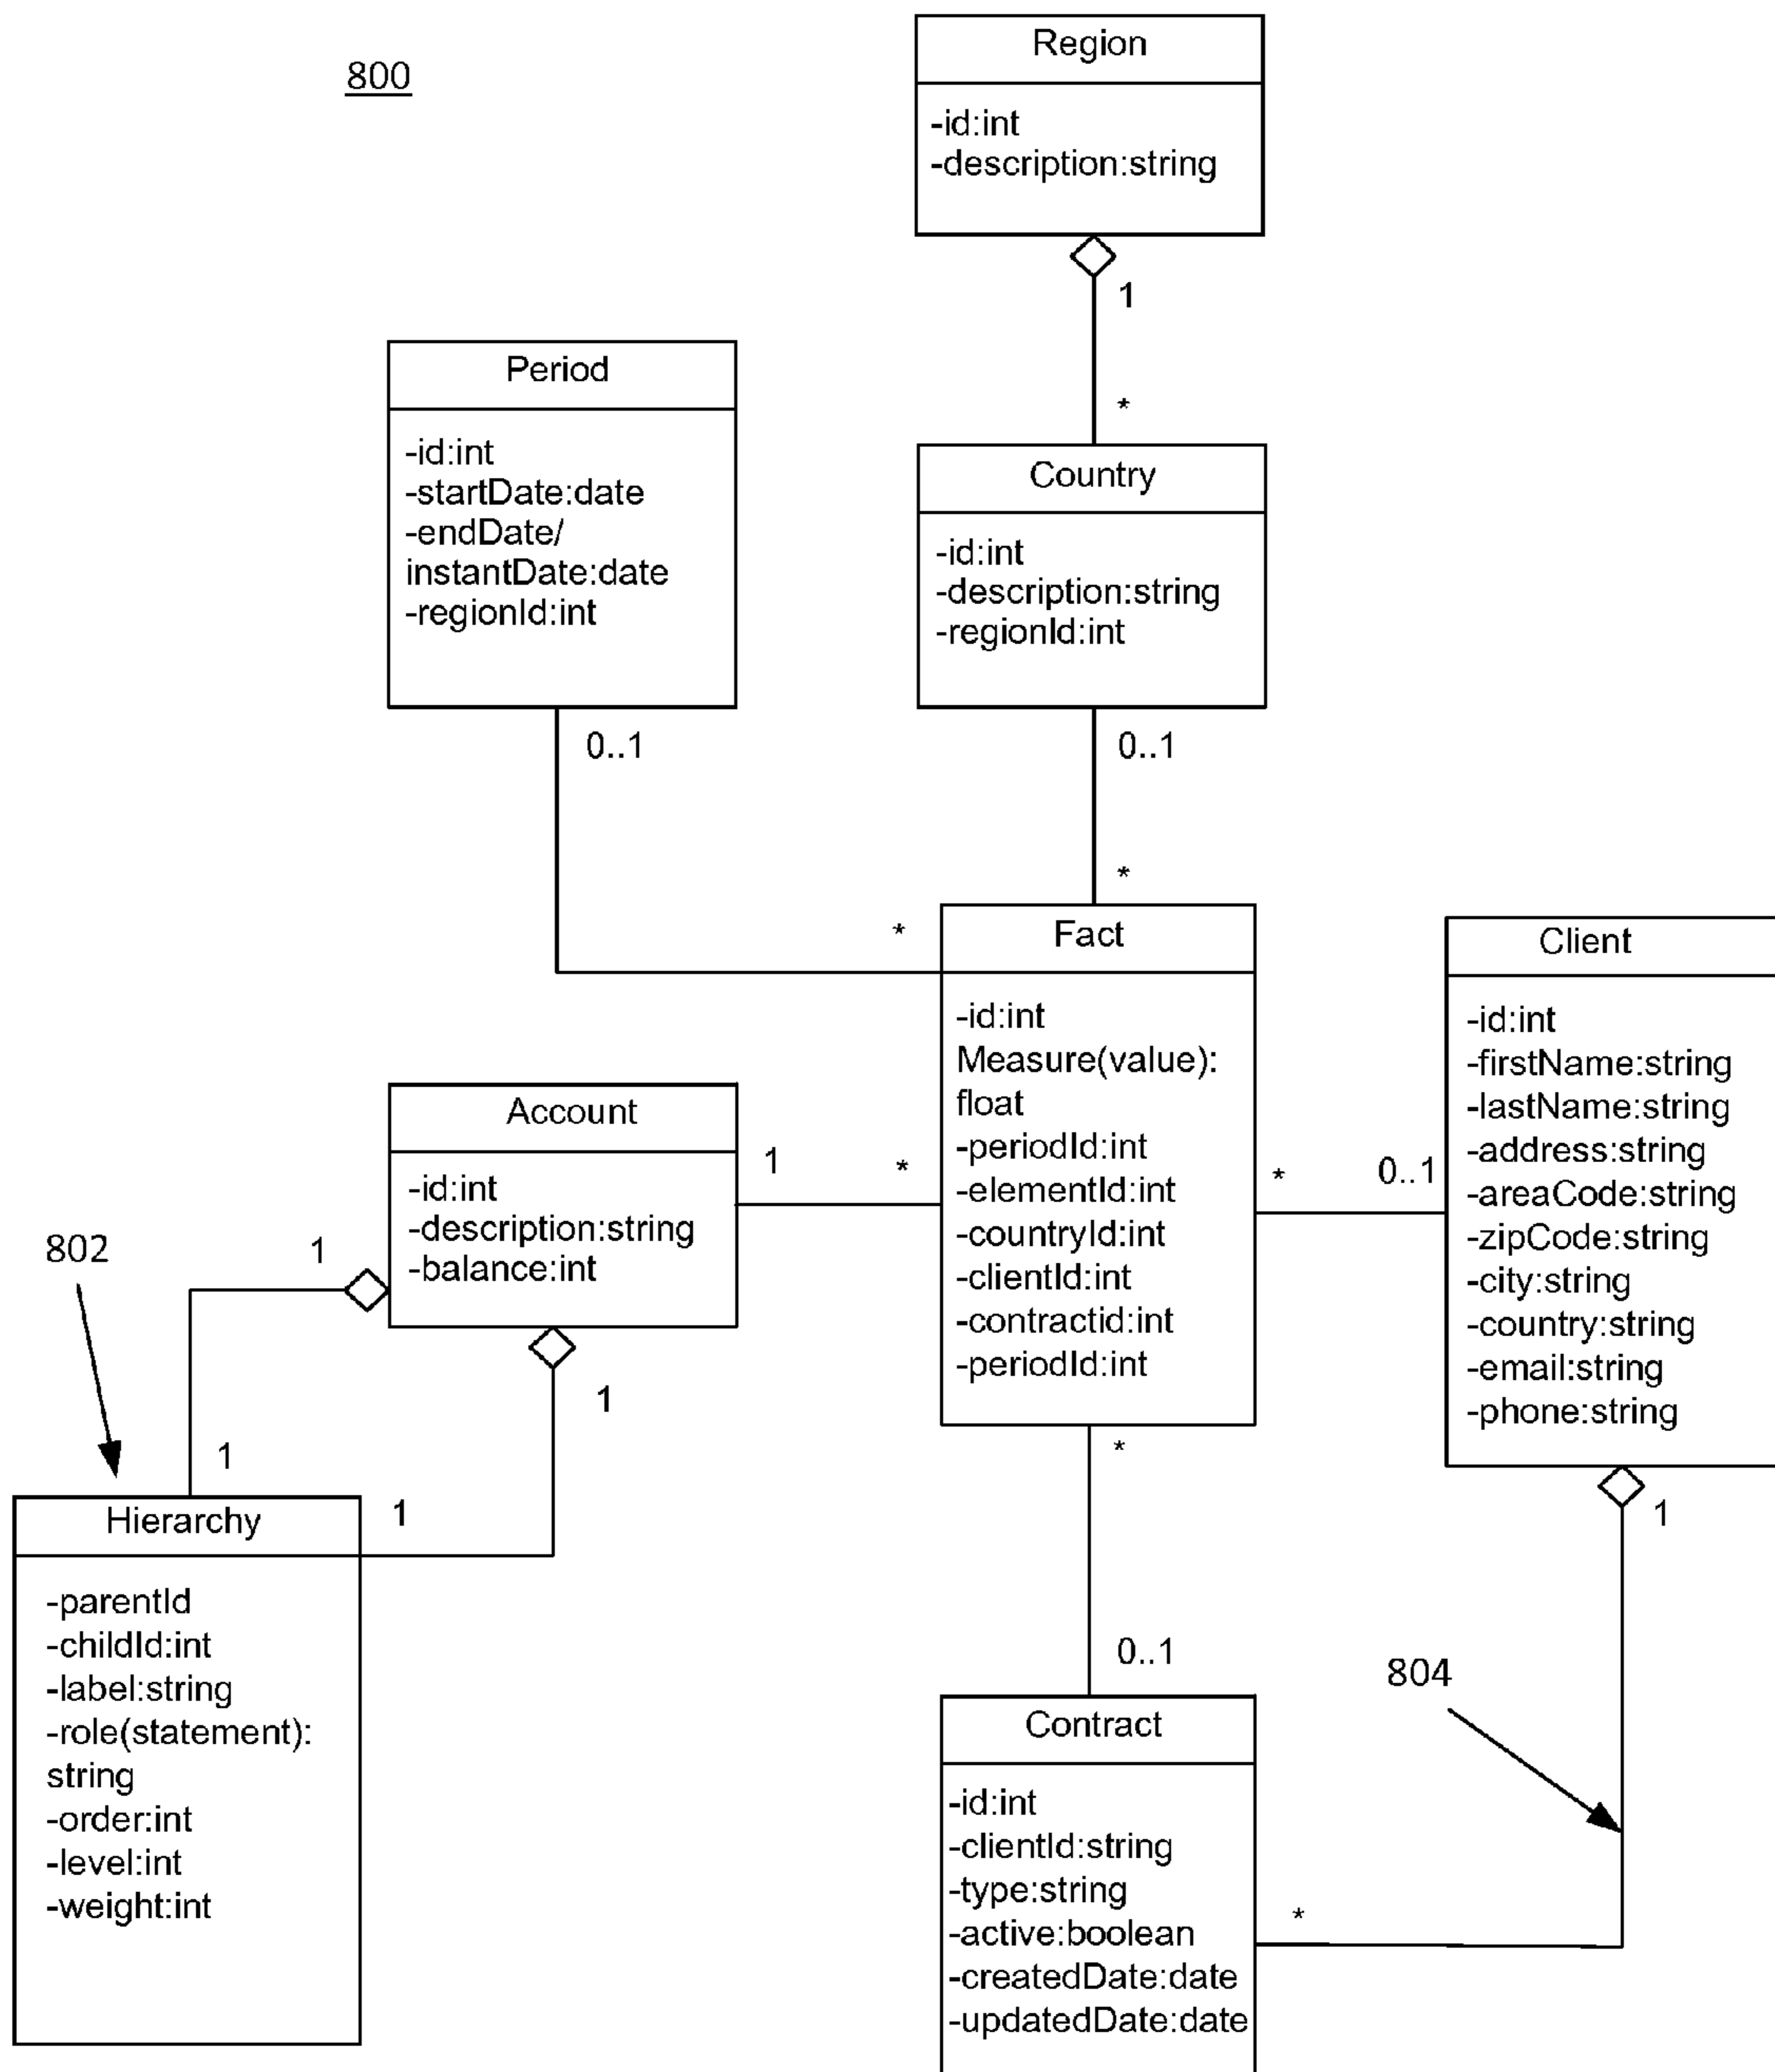 800
Region
-id:int
-description:string
1
*
Period
-id:int
-startDate:date
-endDate/
instantDate:date
-regionId:int
0..1
Country
-id:int
-description:string
-regionId:int
0..1
*
*
Fact
-id:int
Measure(value):
float
-periodId:int
-elementId:int
-countryId:int
-clientId:int
-contractid:int
-periodId:int
Client
-id:int
-firstName:string
-lastName:string
-address:string
-areaCode:string
-zipCode:string
-city:string
-country:string
-email:string
-phone:string
*
0..1
Account
-id:int
-description:string
-balance:int
1
*
802
1
1
1
1
Hierarchy
-parentId
-childId:int
-label:string
-role(statement):
string
-order:int
-level:int
-weight:int
*
0..1
Contract
-id:int
-clientId:string
-type:string
-active:boolean
-createdDate:date
-updatedDate:date
1
804
*